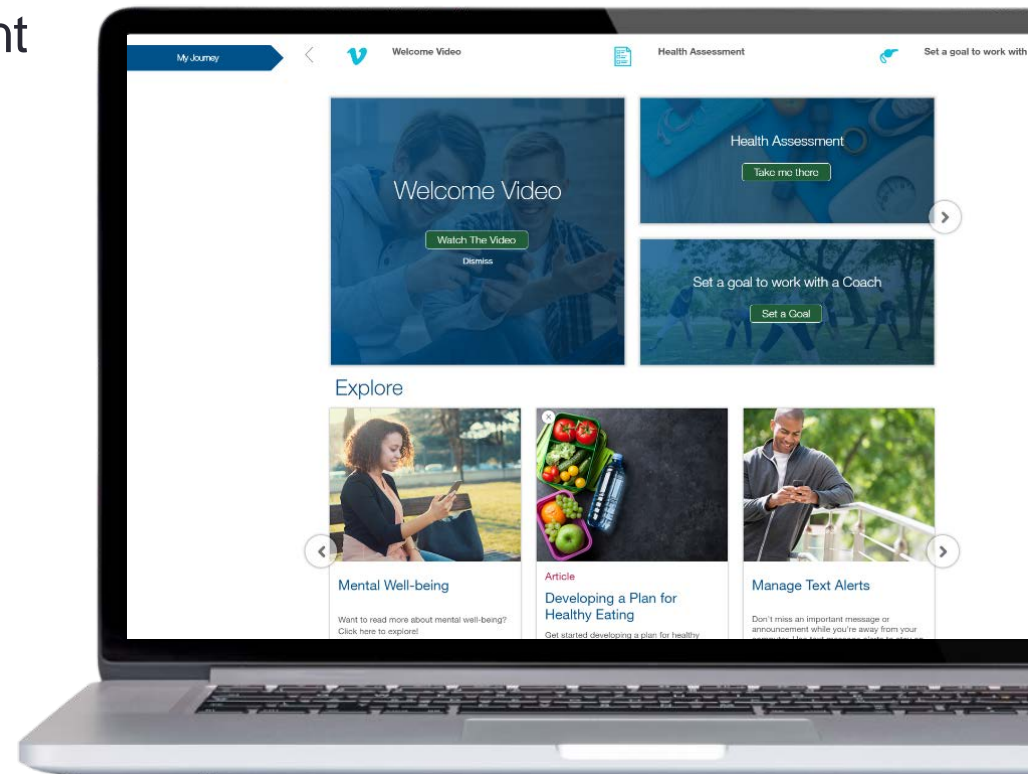 nt
My Journey
Welcome Video
Health Assessment
Set a goal to work with
Welcome Video
Watch The Video
Dismiss
Health Assessment
Take me there
Set a goal to work with a Coach
Set a Goal
Explore
Mental Well-being
Want to read more about mental well-being?
Click here to explore!
Article
Developing a Plan for
Healthy Eating
Get started developing a plan for healthy
Manage Text Alerts
Don't miss an important message or
announcement while you're away from your